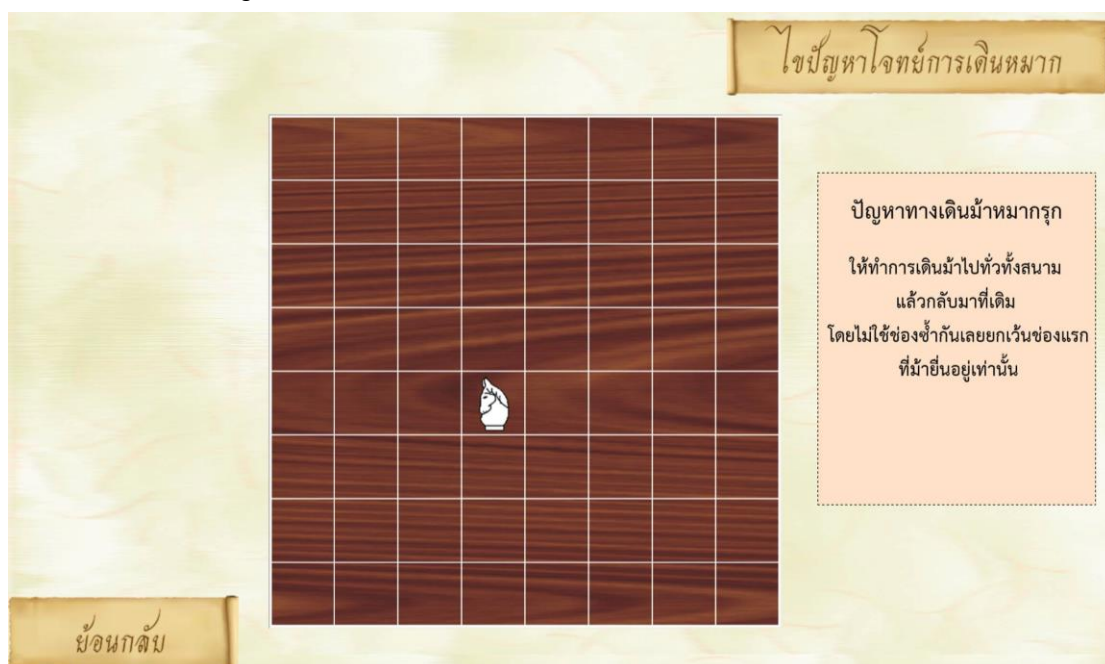 ไขปัญหาโจทย์การเดินหมาก
ปัญหาทางเดินม้าหมากรุก
ให้ทำการเดินม้าไปทั่วทั้งสนาม
แล้วกลับมาที่เดิม
โดยไม่ใช้ช่องซ้ำกันเลยยกเว้นช่องแรก
ที่ม้ายื่นอยู่เท่านั้น
ย้อนกลับ